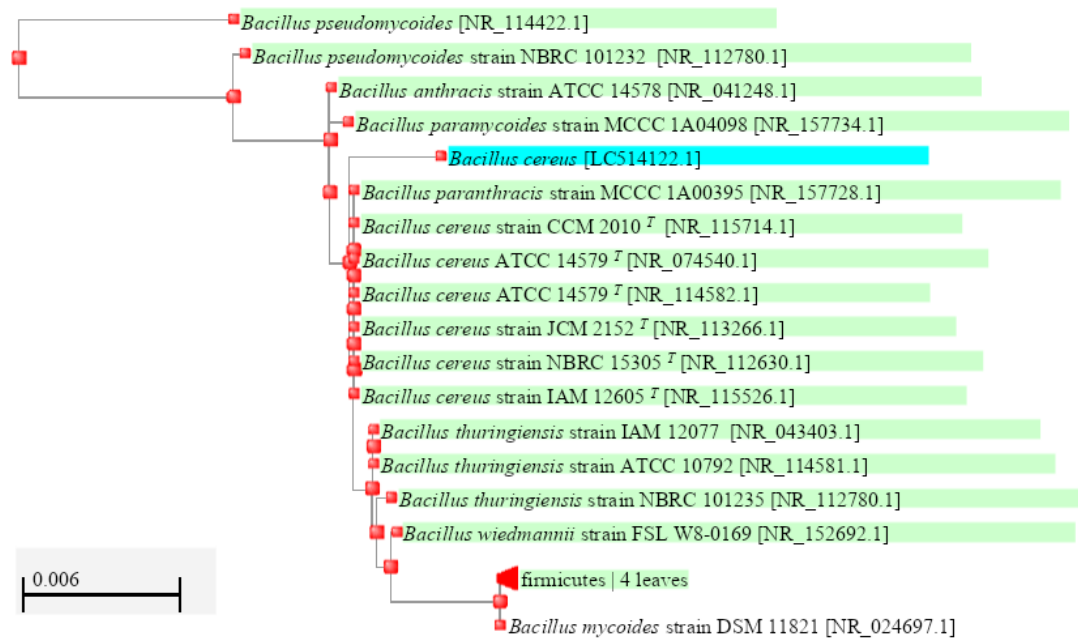 Bacillus pseudomycoides [NR_114422.1]
Bacillus pseudomycoides strain NBRC 101232 [NR_112780.1]
Bacillus anthracis strain ATCC 14578 [NR_041248.1]
Bacillus paramycoides strain MCCC 1A04098 [NR_157734.1]
Bacillus cereus [LC514122.1]
Bacillus paranthracis strain MCCC 1A00395 [NR_157728.1]
Bacillus cereus strain CCM 2010 T [NR_115714.1]
Bacillus cereus ATCC 14579 T [NR_074540.1]
Bacillus cereus ATCC 14579 T [NR_114582.1]
Bacillus cereus strain JCM 2152 T [NR_113266.1]
Bacillus cereus strain NBRC 15305 T [NR_112630.1]
Bacillus cereus strain IAM 12605 T [NR_115526.1]
Bacillus thuringiensis strain IAM 12077 [NR_043403.1]
Bacillus thuringiensis strain ATCC 10792 [NR_114581.1]
Bacillus thuringiensis strain NBRC 101235 [NR_112780.1]
Bacillus wiedmannii strain FSL W8-0169 [NR_152692.1]
firmicutes | 4 leaves
0.006
Bacillus mycoides strain DSM 11821 [NR_024697.1]